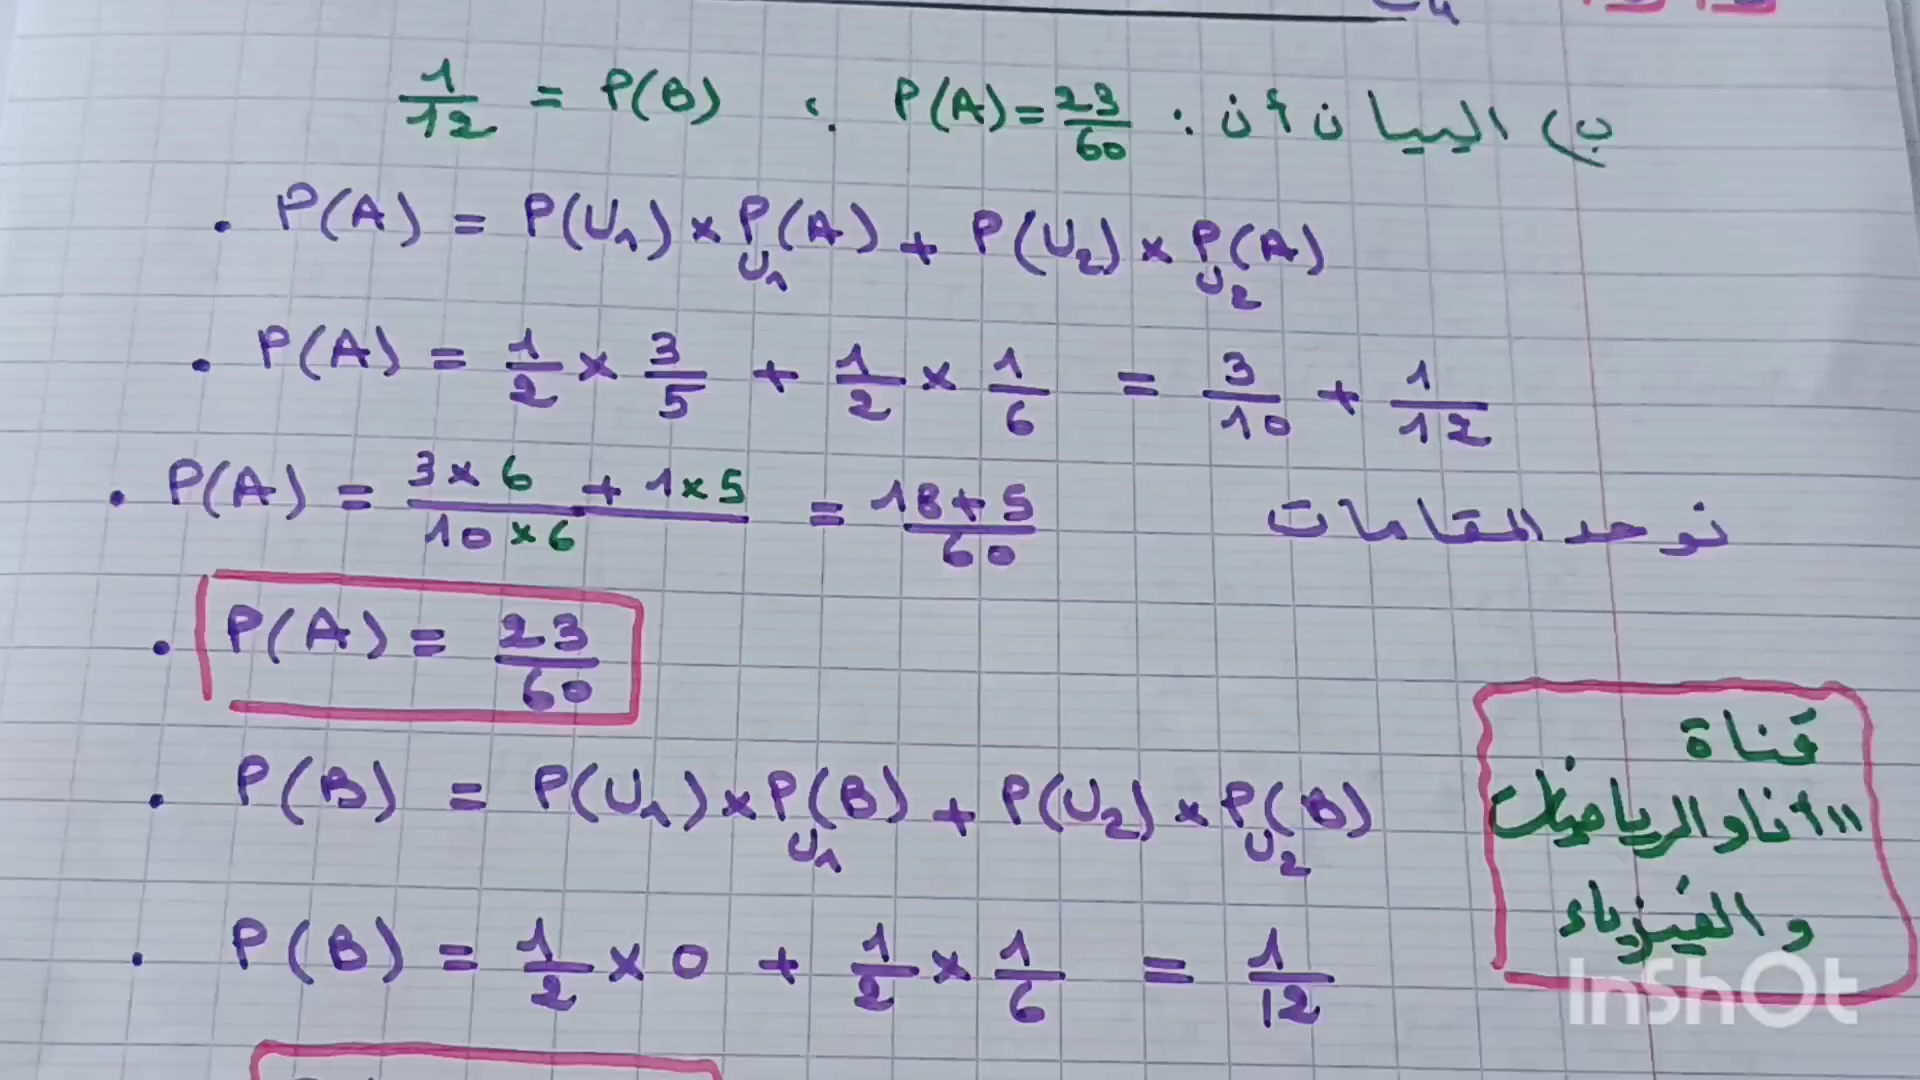 ب) البيان أن : P(A) = 23/60 ، 1/12 = P(B)
. P(A) = P(U₁) × P_U₁(A) + P(U₂) × P_U₂(A)
. P(A) = 1/2 × 3/5 + 1/2 × 1/6 = 3/10 + 1/12
. P(A) = (3×6 + 1×5)/(10×6) = (18+5)/60 نوحد المقامات
. P(A) = 23/60
. P(B) = P(U₁) × P_U₁(B) + P(U₂) × P_U₂(B)
. P(B) = 1/2 × 0 + 1/2 × 1/6 = 1/12
قناة
أنا و الرياضيات
و الفيزياء
InShOt